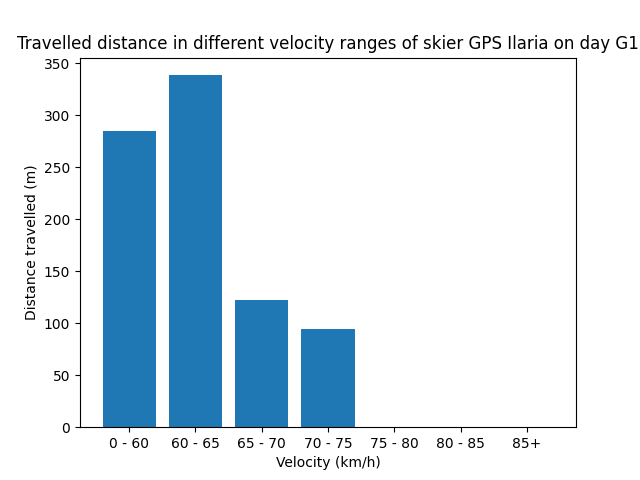 Travelled distance in different velocity ranges of skier GPS Ilaria on day G1
350
300
250
200
150
100
50
0
Distance travelled (m)
0 - 60 60 - 65 65 - 70 70 - 75 75 - 80 80 - 85 85+
Velocity (km/h)